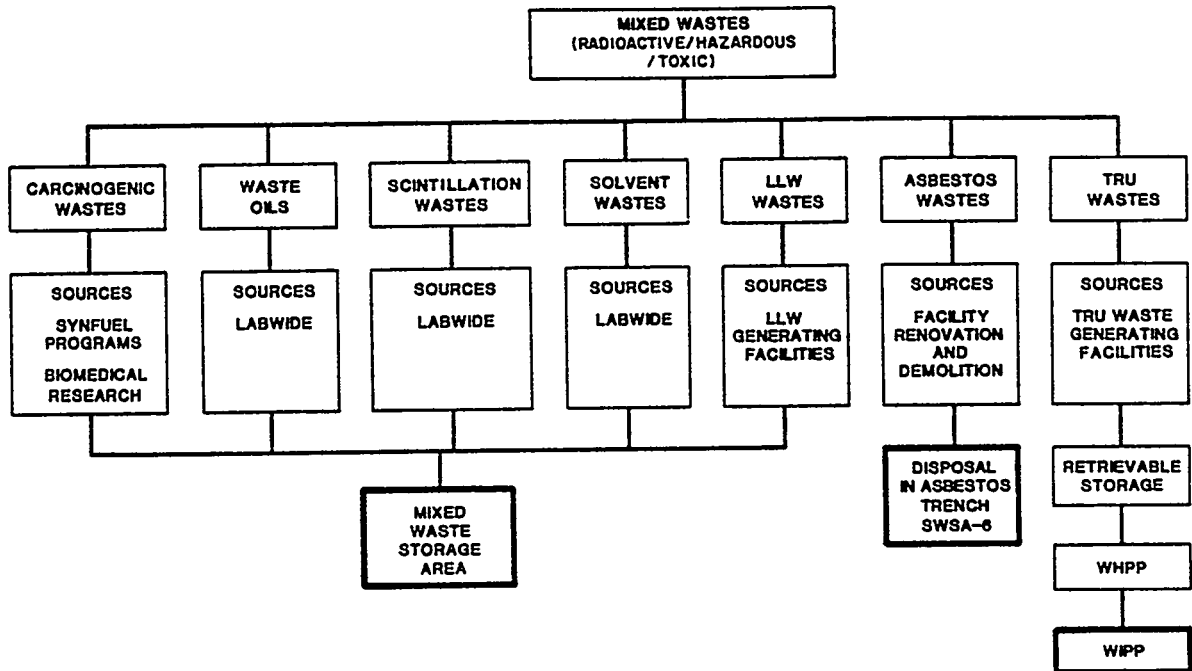 MIXED WASTES
(RADIOACTIVE/HAZARDOUS
/TOXIC)
CARCINOGENIC
WASTES
WASTE
OILS
SCINTILLATION
WASTES
SOLVENT
WASTES
LLW
WASTES
ASBESTOS
WASTES
TRU
WASTES
SOURCES
SYNFUEL
PROGRAMS
BIOMEDICAL
RESEARCH
SOURCES
LABWIDE
SOURCES
LABWIDE
SOURCES
LABWIDE
SOURCES
LLW
GENERATING
FACILITIES
SOURCES
FACILITY
RENOVATION
AND
DEMOLITION
SOURCES
TRU WASTE
GENERATING
FACILITIES
MIXED
WASTE
STORAGE
AREA
DISPOSAL
IN ASBESTOS
TRENCH
SWSA-6
RETRIEVABLE
STORAGE
WHPP
WIPP